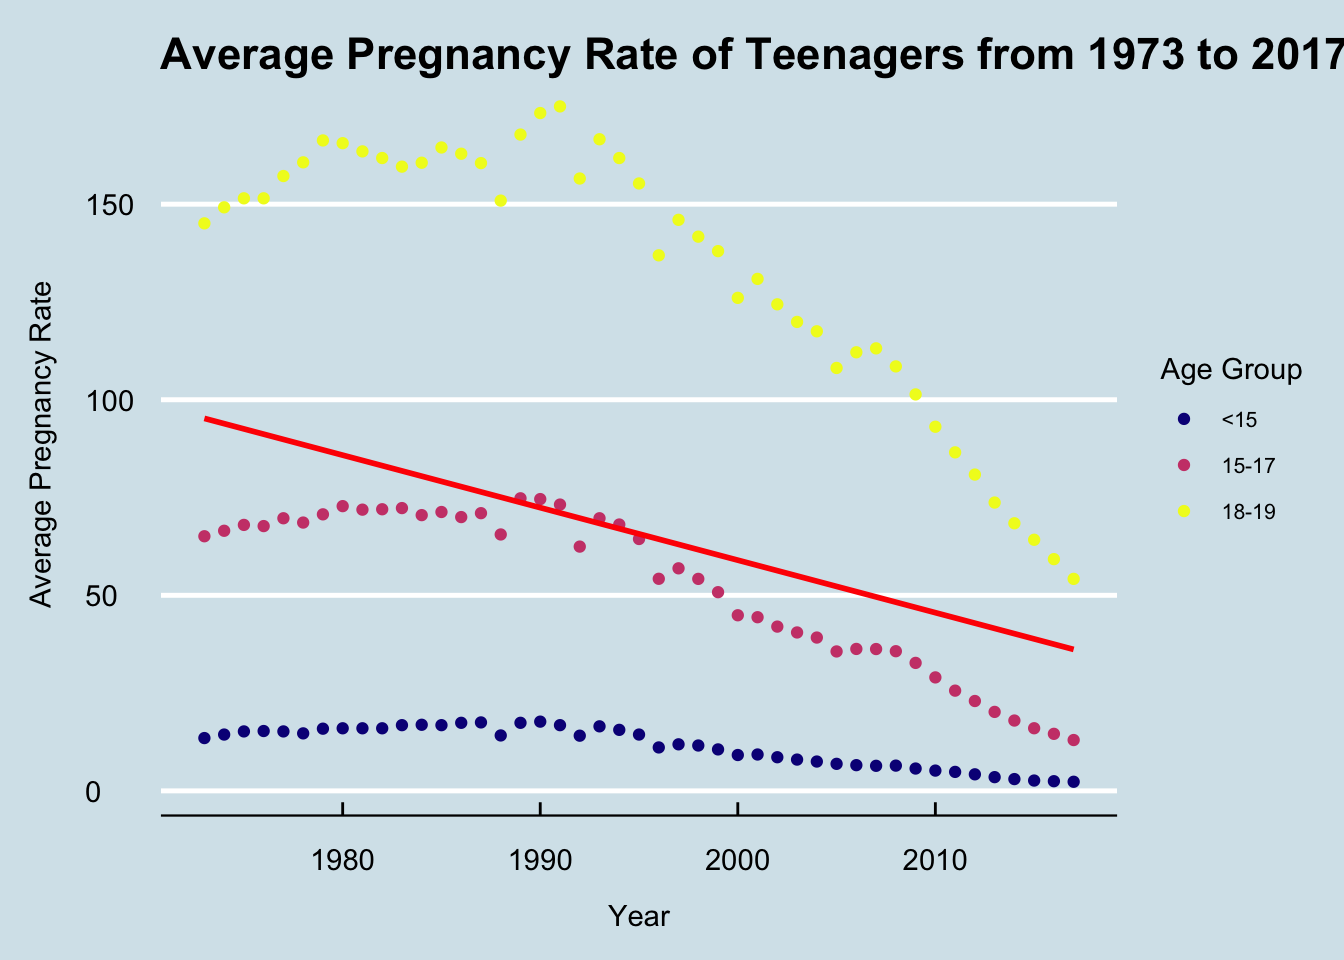 Average Pregnancy Rate of Teenagers from 1973 to 2017
Average Pregnancy Rate
150
100
50
0
1980 1990 2000 2010
Year
Age Group
<15
15-17
18-19